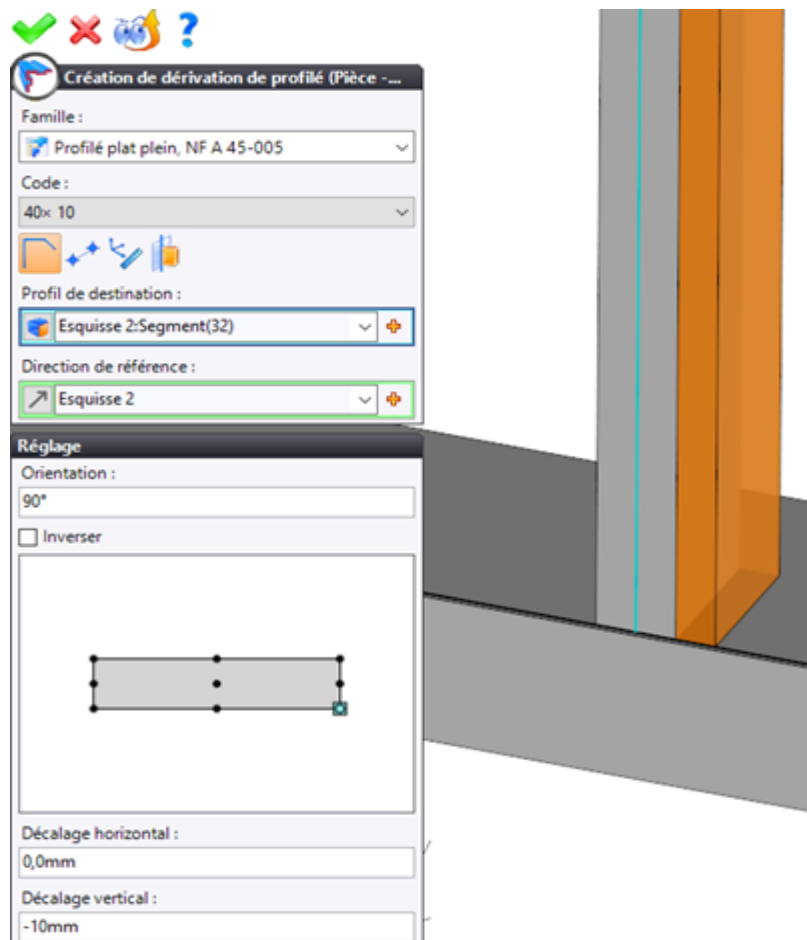 ?
Création de dérivation de profilé (Pièce -...
Famille :
Profilé plat plein, NF A 45-005
Code :
40× 10
Profil de destination :
Esquisse 2:Segment(32)
Direction de référence :
Esquisse 2
Réglage
Orientation :
90°
Inverser
Décalage horizontal :
0,0mm
Décalage vertical :
-10mm